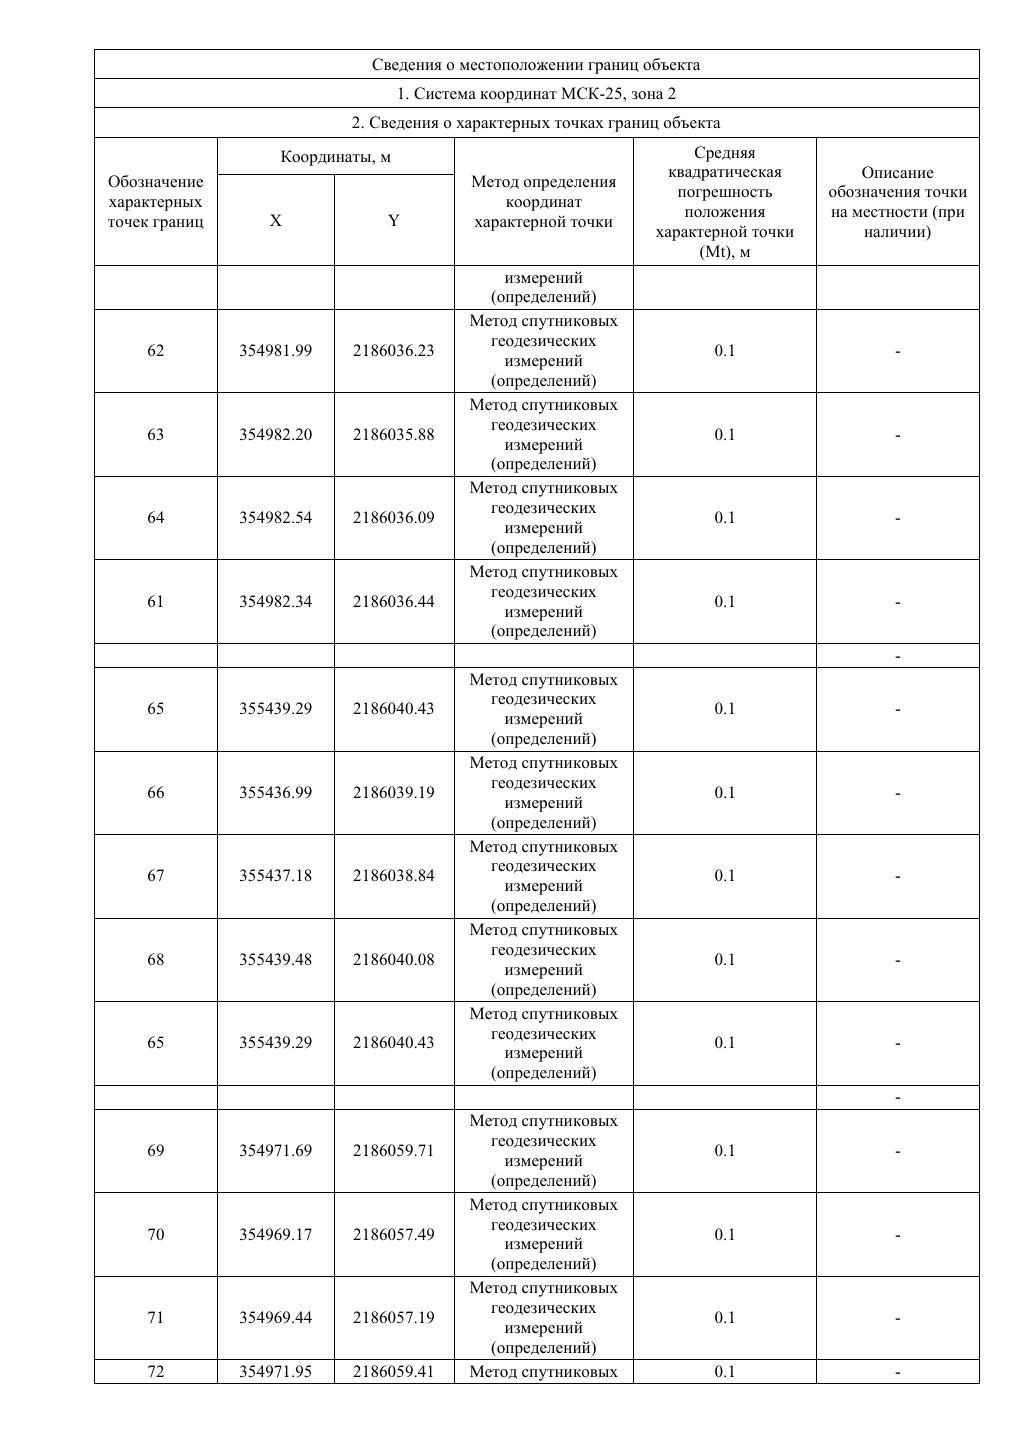 Сведения о местоположении границ объекта
1. Система координат МСК-25, зона 2
2. Сведения о характерных точках границ объекта
Обозначение
характерных
точек границ
Координаты, м
X
Y
Метод определения
координат
характерной точки
Средняя
квадратическая
погрешность
положения
характерной точки
(Mt), м
Описание
обозначения точки
на местности (при
наличии)
измерений
(определений)
62 354981.99 2186036.23 Метод спутниковых
геодезических
измерений
(определений) 0.1 -
63 354982.20 2186035.88 Метод спутниковых
геодезических
измерений
(определений) 0.1 -
64 354982.54 2186036.09 Метод спутниковых
геодезических
измерений
(определений) 0.1 -
61 354982.34 2186036.44 Метод спутниковых
геодезических
измерений
(определений) 0.1 -
-
65 355439.29 2186040.43 Метод спутниковых
геодезических
измерений
(определений) 0.1 -
66 355436.99 2186039.19 Метод спутниковых
геодезических
измерений
(определений) 0.1 -
67 355437.18 2186038.84 Метод спутниковых
геодезических
измерений
(определений) 0.1 -
68 355439.48 2186040.08 Метод спутниковых
геодезических
измерений
(определений) 0.1 -
65 355439.29 2186040.43 Метод спутниковых
геодезических
измерений
(определений) 0.1 -
-
69 354971.69 2186059.71 Метод спутниковых
геодезических
измерений
(определений) 0.1 -
70 354969.17 2186057.49 Метод спутниковых
геодезических
измерений
(определений) 0.1 -
71 354969.44 2186057.19 Метод спутниковых
геодезических
измерений
(определений) 0.1 -
72 354971.95 2186059.41 Метод спутниковых 0.1 -